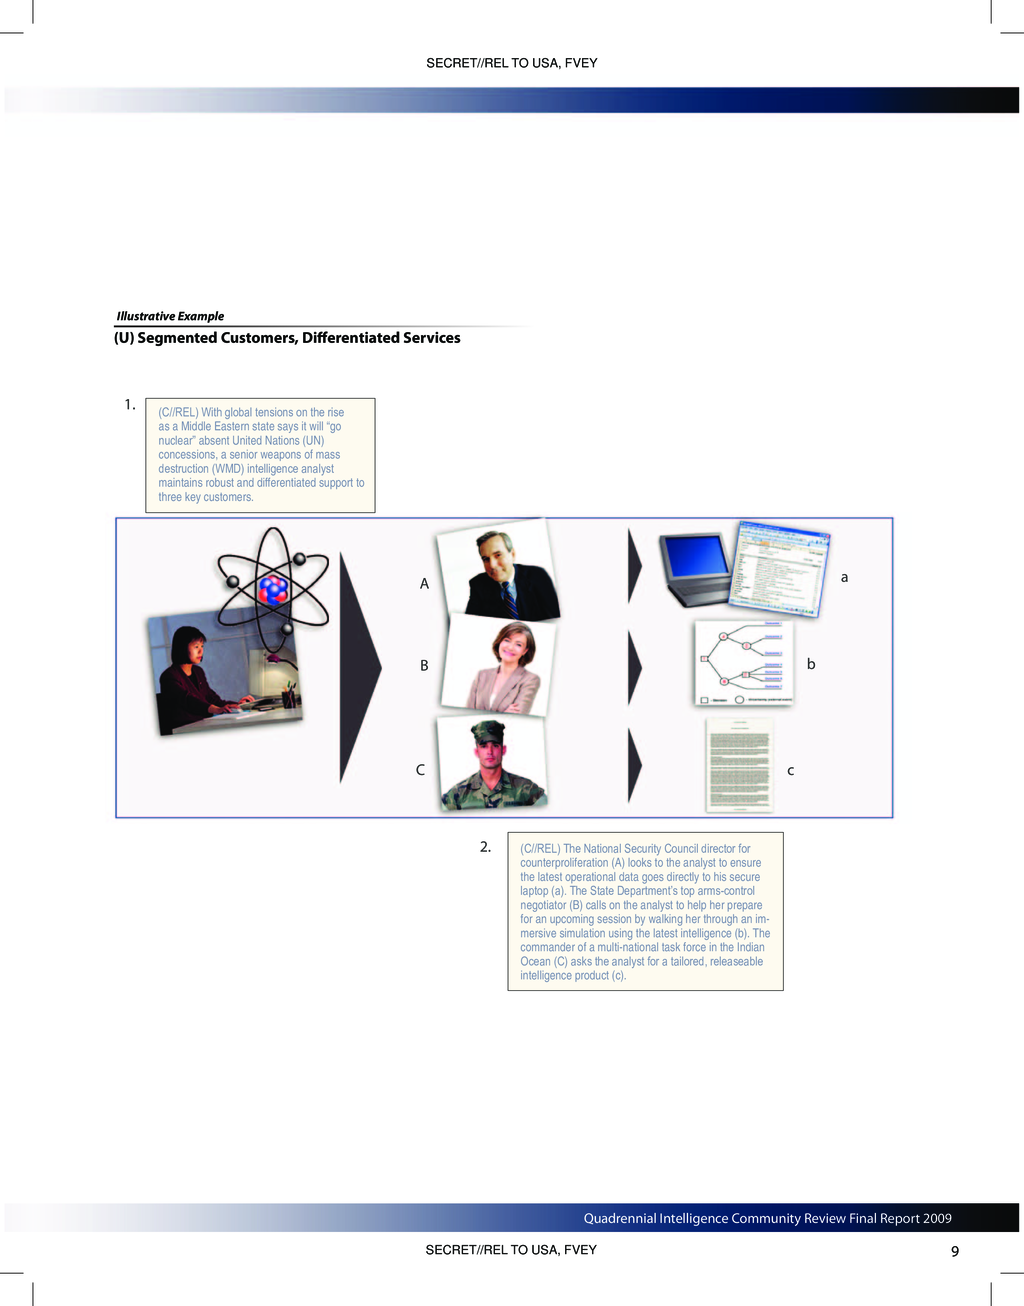 SECRET//REL TO USA, FVEY
Illustrative Example
(U) Segmented Customers, Differentiated Services
1.
(C//REL) With global tensions on the rise
as a Middle Eastern state says it will “go
nuclear” absent United Nations (UN)
concessions, a senior weapons of mass
destruction (WMD) intelligence analyst
maintains robust and differentiated support to
three key customers.
A
a
B
b
C
c
2.
(C//REL) The National Security Council director for
counterproliferation (A) looks to the analyst to ensure
the latest operational data goes directly to his secure
laptop (a). The State Department’s top arms-control
negotiator (B) calls on the analyst to help her prepare
for an upcoming session by walking her through an im-
mersive simulation using the latest intelligence (b). The
commander of a multi-national task force in the Indian
Ocean (C) asks the analyst for a tailored, releaseable
intelligence product (c).
Quadrennial Intelligence Community Review Final Report 2009
SECRET//REL TO USA, FVEY
9